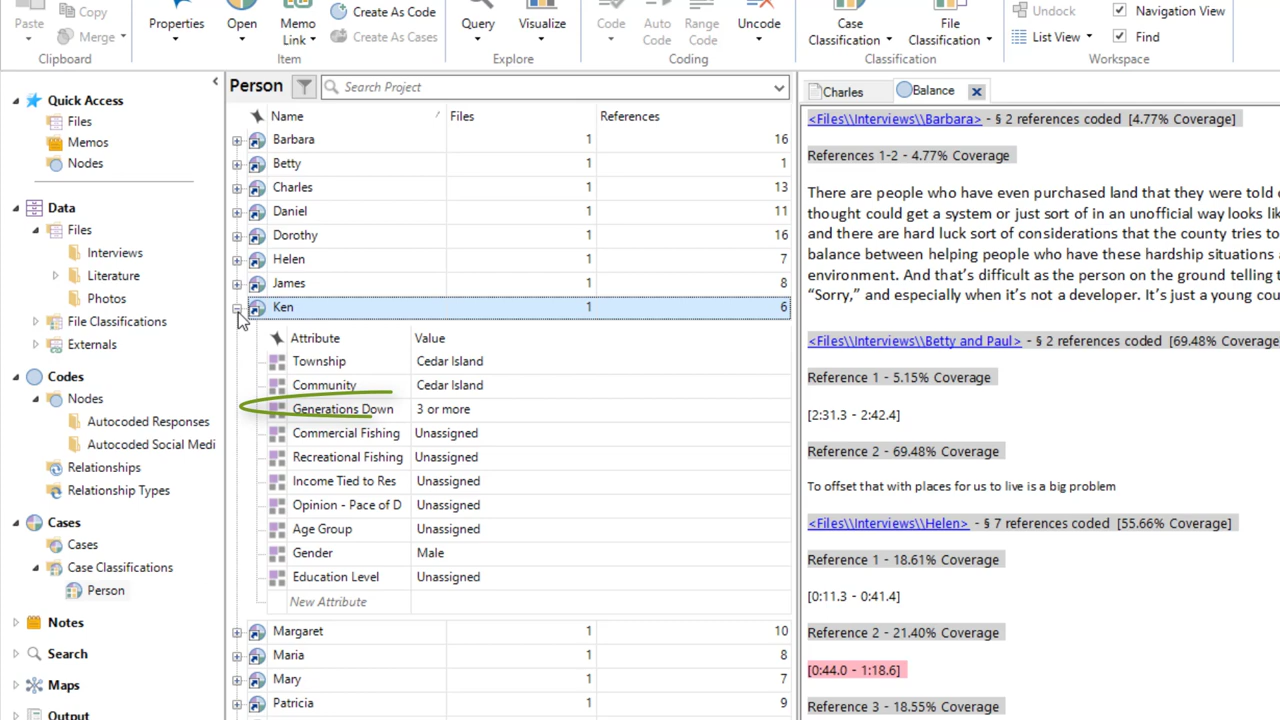 Paste Copy Merge Clipboard
Properties Open Memo Link Create As Code Create As Cases Item
Query Visualize Explore
Code Auto Code Range Code Uncode Coding
Case Classification File Classification Classification
Undock Navigation View List View Find Workspace
Quick Access
Files
Memos
Nodes
Data
Files
Interviews
Literature
Photos
File Classifications
Externals
Codes
Nodes
Autocoded Responses
Autocoded Social Medi
Relationships
Relationship Types
Cases
Cases
Case Classifications
Person
Notes
Search
Maps
Output
Person Search Project
Name Files References
Barbara 1 16
Betty 1 1
Charles 1 13
Daniel 1 11
Dorothy 1 16
Helen 1 7
James 1 8
Ken 1 6
Attribute Value
Township Cedar Island
Community Cedar Island
Generations Down 3 or more
Commercial Fishing Unassigned
Recreational Fishing Unassigned
Income Tied to Res Unassigned
Opinion - Pace of D Unassigned
Age Group Unassigned
Gender Male
Education Level Unassigned
New Attribute
Margaret 1 10
Maria 1 8
Mary 1 7
Patricia 1 9
Charles Balance
<Files\\Interviews\\Barbara> - § 2 references coded [4.77% Coverage]
References 1-2 - 4.77% Coverage
There are people who have even purchased land that they were told
thought could get a system or just sort of in an unofficial way looks
and there are hard luck sort of considerations that the county tries to
balance between helping people who have these hardship situations
environment. And that's difficult as the person on the ground telling
“Sorry,” and especially when it's not a developer. It's just a young
<Files\\Interviews\\Betty and Paul> - § 2 references coded [69.48% Coverage
Reference 1 - 5.15% Coverage
[2:31.3 - 2:42.4]
Reference 2 - 69.48% Coverage
To offset that with places for us to live is a big problem
<Files\\Interviews\\Helen> - § 7 references coded [55.66% Coverage]
Reference 1 - 18.61% Coverage
[0:11.3 - 0:41.4]
Reference 2 - 21.40% Coverage
[0:44.0 - 1:18.6]
Reference 3 - 18.55% Coverage